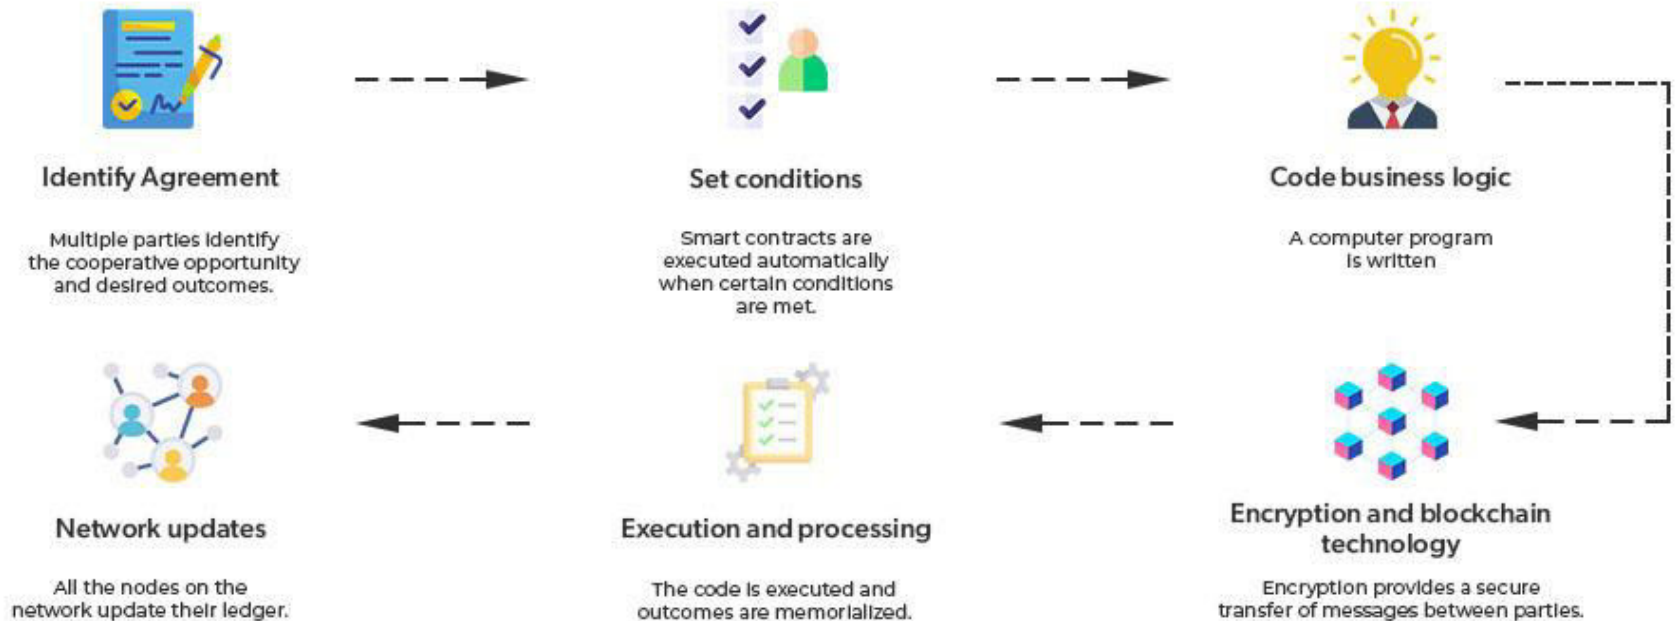 Identify Agreement
Multiple parties identify
the cooperative opportunity
and desired outcomes.
Set conditions
Smart contracts are
executed automatically
when certain conditions
are met.
Code business logic
A computer program
is written
Encryption and blockchain
technology
Encryption provides a secure
transfer of messages between parties.
Execution and processing
The code is executed and
outcomes are memorialized.
Network updates
All the nodes on the
network update their ledger.